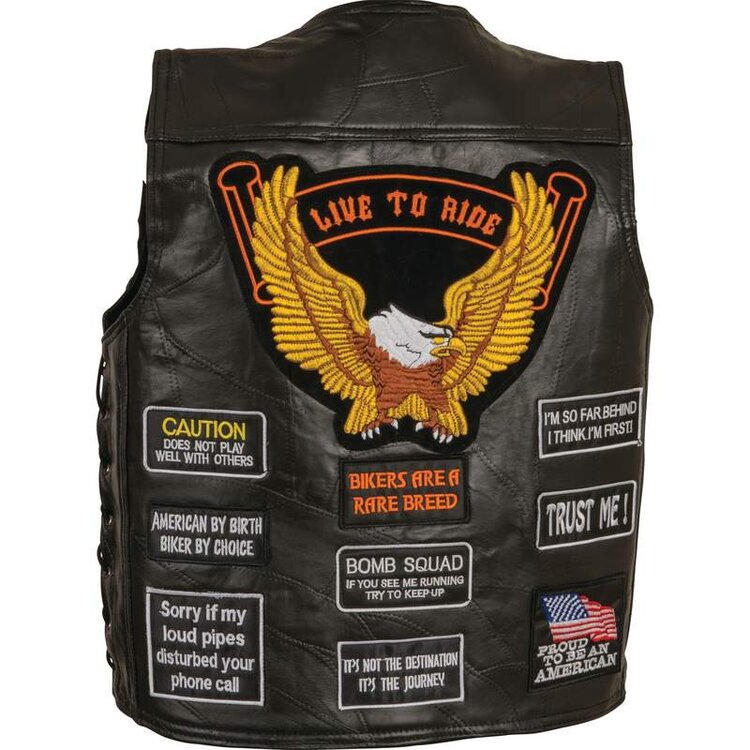 LIVE TO RIDE
CAUTION
DOES NOT PLAY
WELL WITH OTHERS
AMERICAN BY BIRTH
BIKER BY CHOICE
Sorry if my
loud pipes
disturbed your
phone call
BIKERS ARE A
RARE BREED
BOMB SQUAD
IF YOU SEE ME RUNNING
TRY TO KEEP UP
IT'S NOT THE DESTINATION
IT'S THE JOURNEY
I'M SO FAR BEHIND
I THINK I'M FIRST!
TRUST ME !
PROUD
TO BE AN
AMERICAN